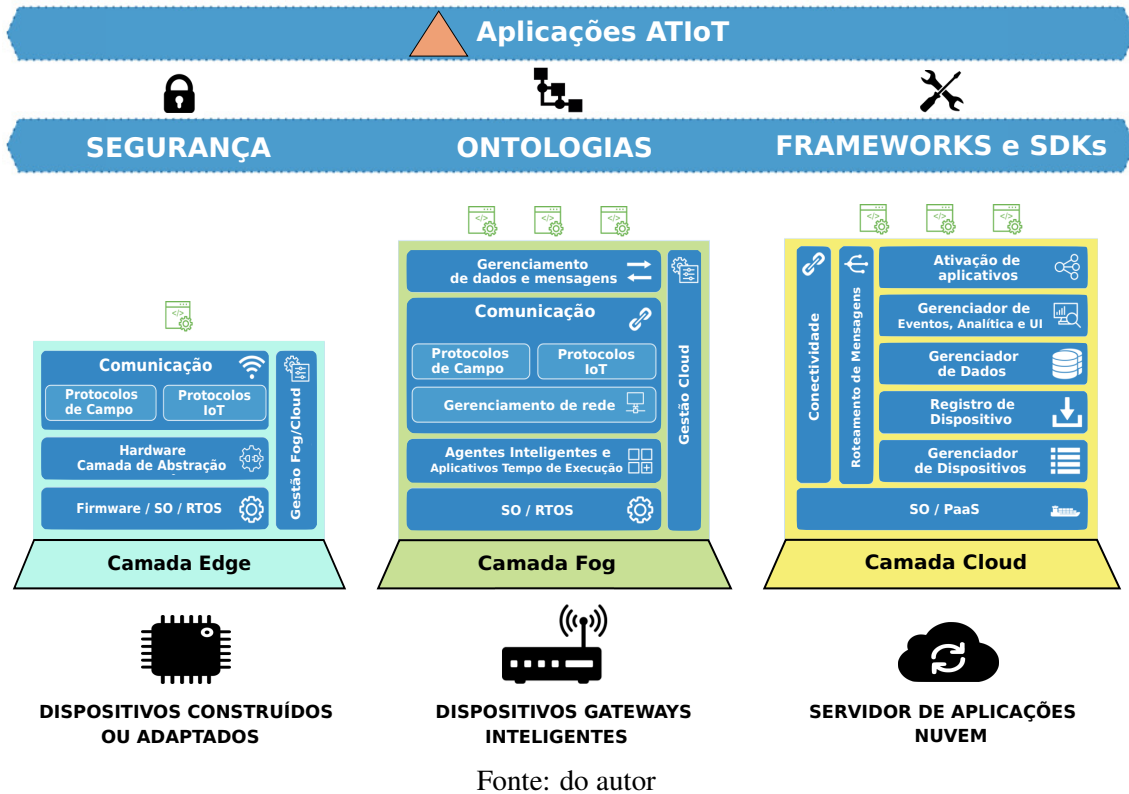 Aplicações ATIoT
SEGURANÇA
ONTOLOGIAS
FRAMEWORKS e SDKs
</>
Comunicação
Protocolos
de Campo
Protocolos
IoT
Hardware
Camada de Abstração
Firmware / SO / RTOS
Gestão Fog/Cloud
Camada Edge
DISPOSITIVOS CONSTRUÍDOS
OU ADAPTADOS
</>
</>
</>
Gerenciamento
de dados e mensagens
Comunicação
Protocolos
de Campo
Protocolos
IoT
Gerenciamento de rede
Agentes Inteligentes e
Aplicativos Tempo de Execução
SO / RTOS
Gestão Cloud
Camada Fog
DISPOSITIVOS GATEWAYS
INTELIGENTES
</>
</>
</>
Conectividade
Roteamento de Mensagens
Ativação de
aplicativos
Gerenciador de
Eventos, Analítica e UI
Gerenciador
de Dados
Registro de
Dispositivo
Gerenciador
de Dispositivos
SO / PaaS
Camada Cloud
SERVIDOR DE APLICAÇÕES
NUVEM
Fonte: do autor